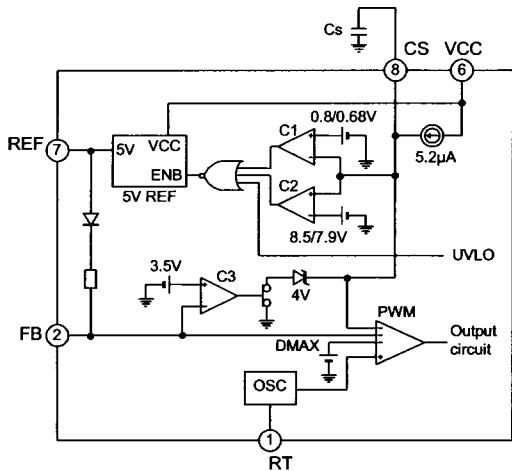 Cs
CS
VCC
8
6
0.8/0.68V
C1
REF
7
5V
VCC
ENB
5V REF
5.2μA
C2
8.5/7.9V
UVLO
3.5V
C3
4V
PWM
FB
2
DMAX
Output
circuit
OSC
1
RT